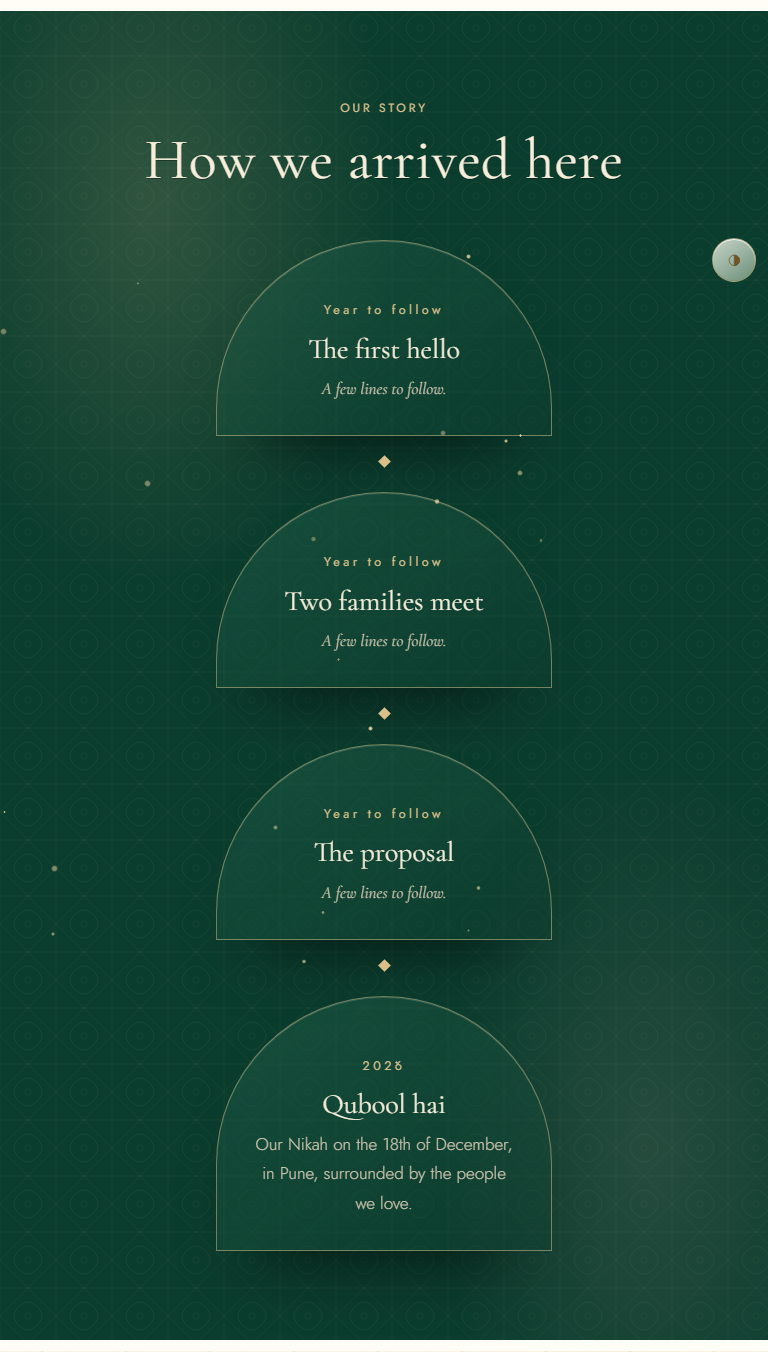 OUR STORY
How we arrived here
Year to follow
The first hello
A few lines to follow.
Year to follow
Two families meet
A few lines to follow.
Year to follow
The proposal
A few lines to follow.
2026
Qubool hai
Our Nikah on the 18th of December,
in Pune, surrounded by the people
we love.